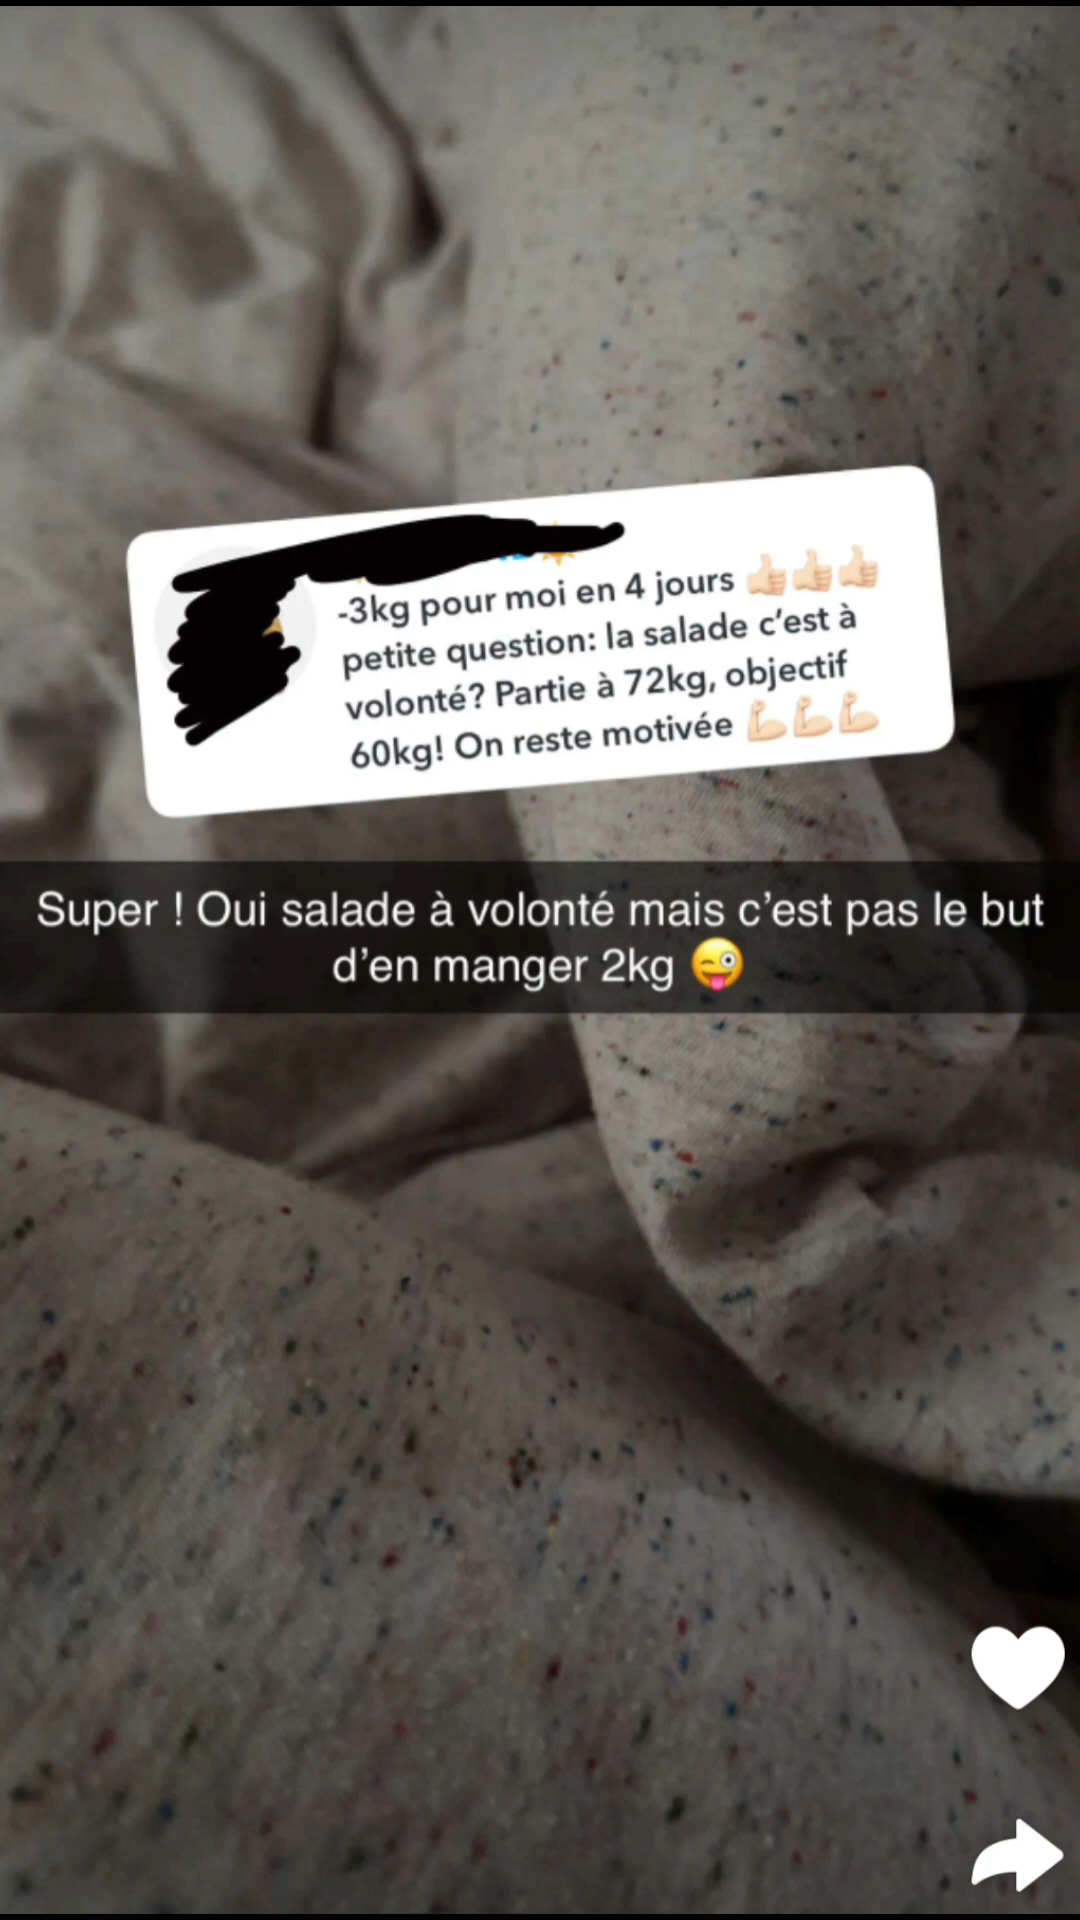 -3kg pour moi en 4 jours 👍🏻👍🏻👍🏻
petite question: la salade c’est à
volonté? Partie à 72kg, objectif
60kg! On reste motivée 💪🏻💪🏻💪🏻
Super ! Oui salade à volonté mais c’est pas le but
d’en manger 2kg 😜